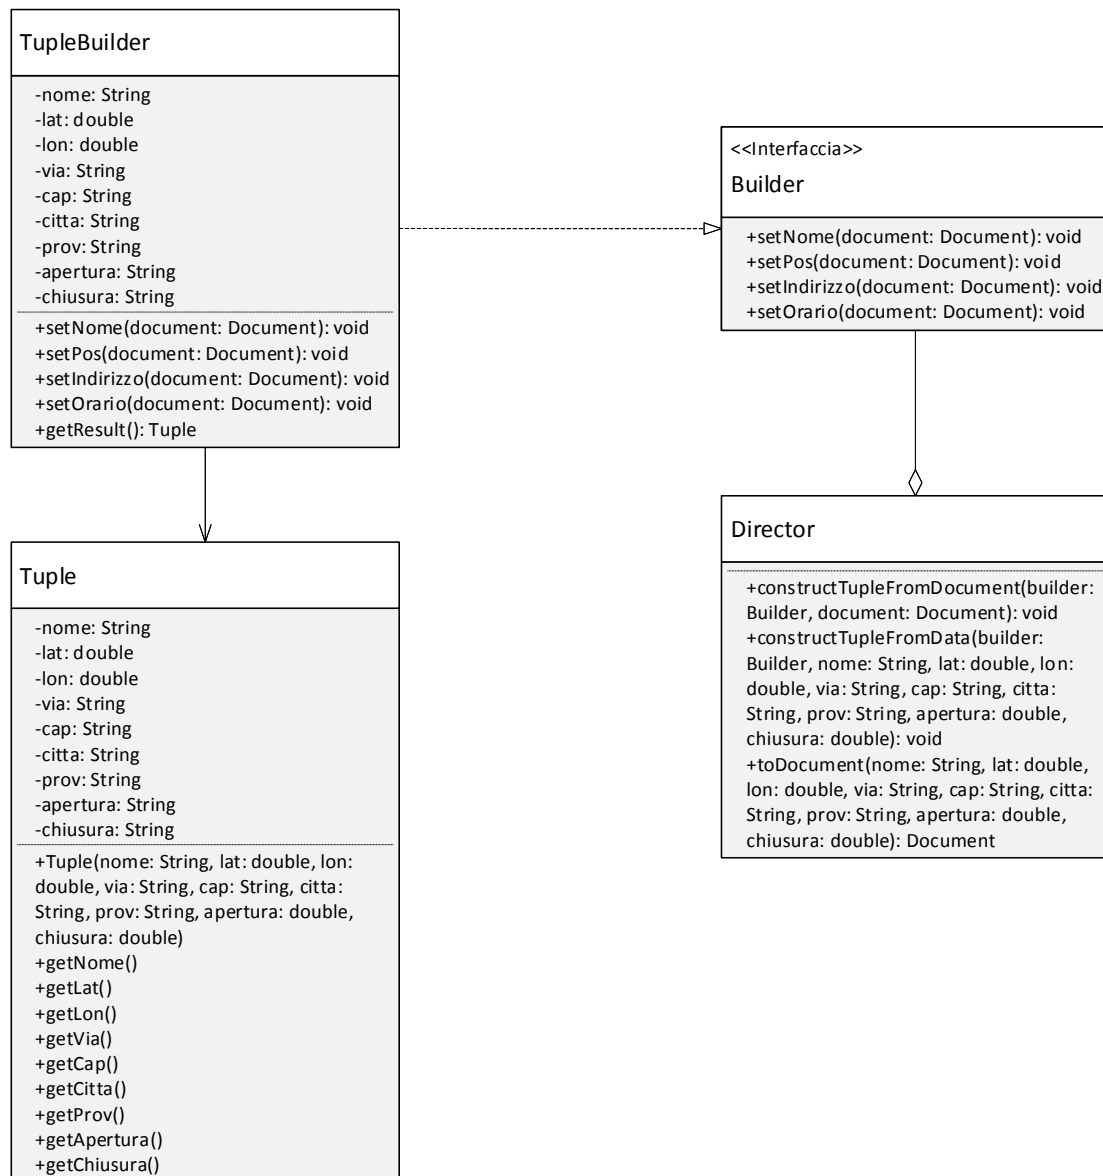 TupleBuilder
-nome: String
-lat: double
-lon: double
-via: String
-cap: String
-citta: String
-prov: String
-apertura: String
-chiusura: String
+setNome(document: Document): void
+setPos(document: Document): void
+setIndirizzo(document: Document): void
+setOrario(document: Document): void
+getResult(): Tuple
<<Interfaccia>>
Builder
+setNome(document: Document): void
+setPos(document: Document): void
+setIndirizzo(document: Document): void
+setOrario(document: Document): void
Tuple
-nome: String
-lat: double
-lon: double
-via: String
-cap: String
-citta: String
-prov: String
-apertura: String
-chiusura: String
+Tuple(nome: String, lat: double, lon:
double, via: String, cap: String, citta:
String, prov: String, apertura: double,
chiusura: double)
+getNome()
+getLat()
+getLon()
+getVia()
+getCap()
+getCitta()
+getProv()
+getApertura()
+getChiusura()
Director
+constructTupleFromDocument(builder:
Builder, document: Document): void
+constructTupleFromData(builder:
Builder, nome: String, lat: double, lon:
double, via: String, cap: String, citta:
String, prov: String, apertura: double,
chiusura: double): void
+toDocument(nome: String, lat: double,
lon: double, via: String, cap: String, citta:
String, prov: String, apertura: double,
chiusura: double): Document